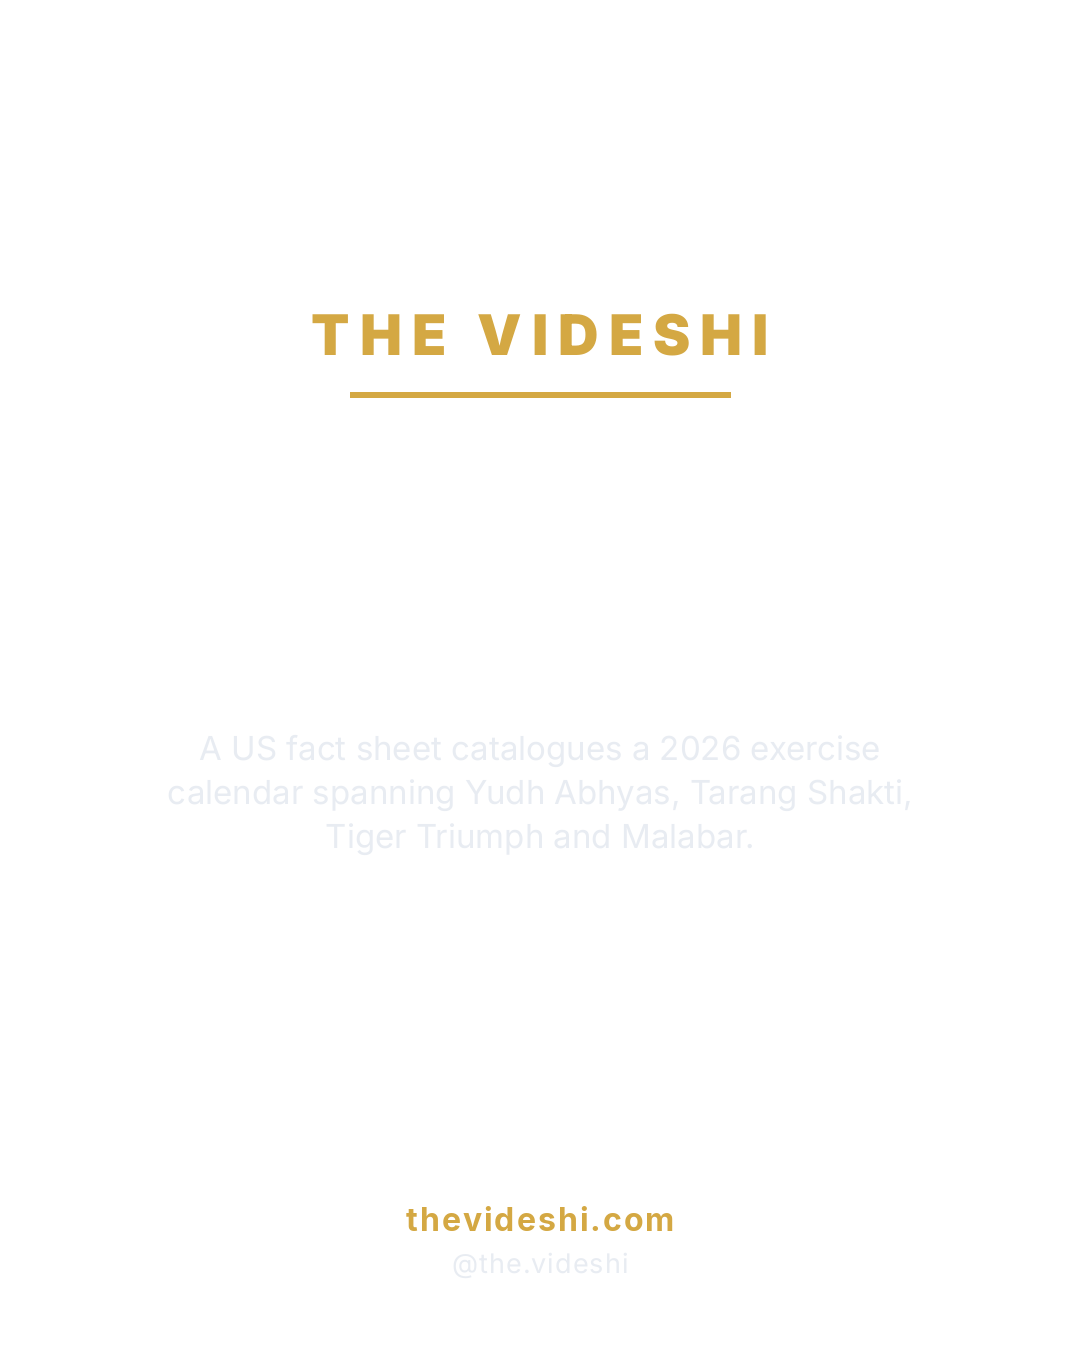 THE VIDESHI
A US fact sheet catalogues a 2026 exercise
calendar spanning Yudh Abhyas, Tarang Shakti,
Tiger Triumph and Malabar.
thevideshi.com
@the.videshi